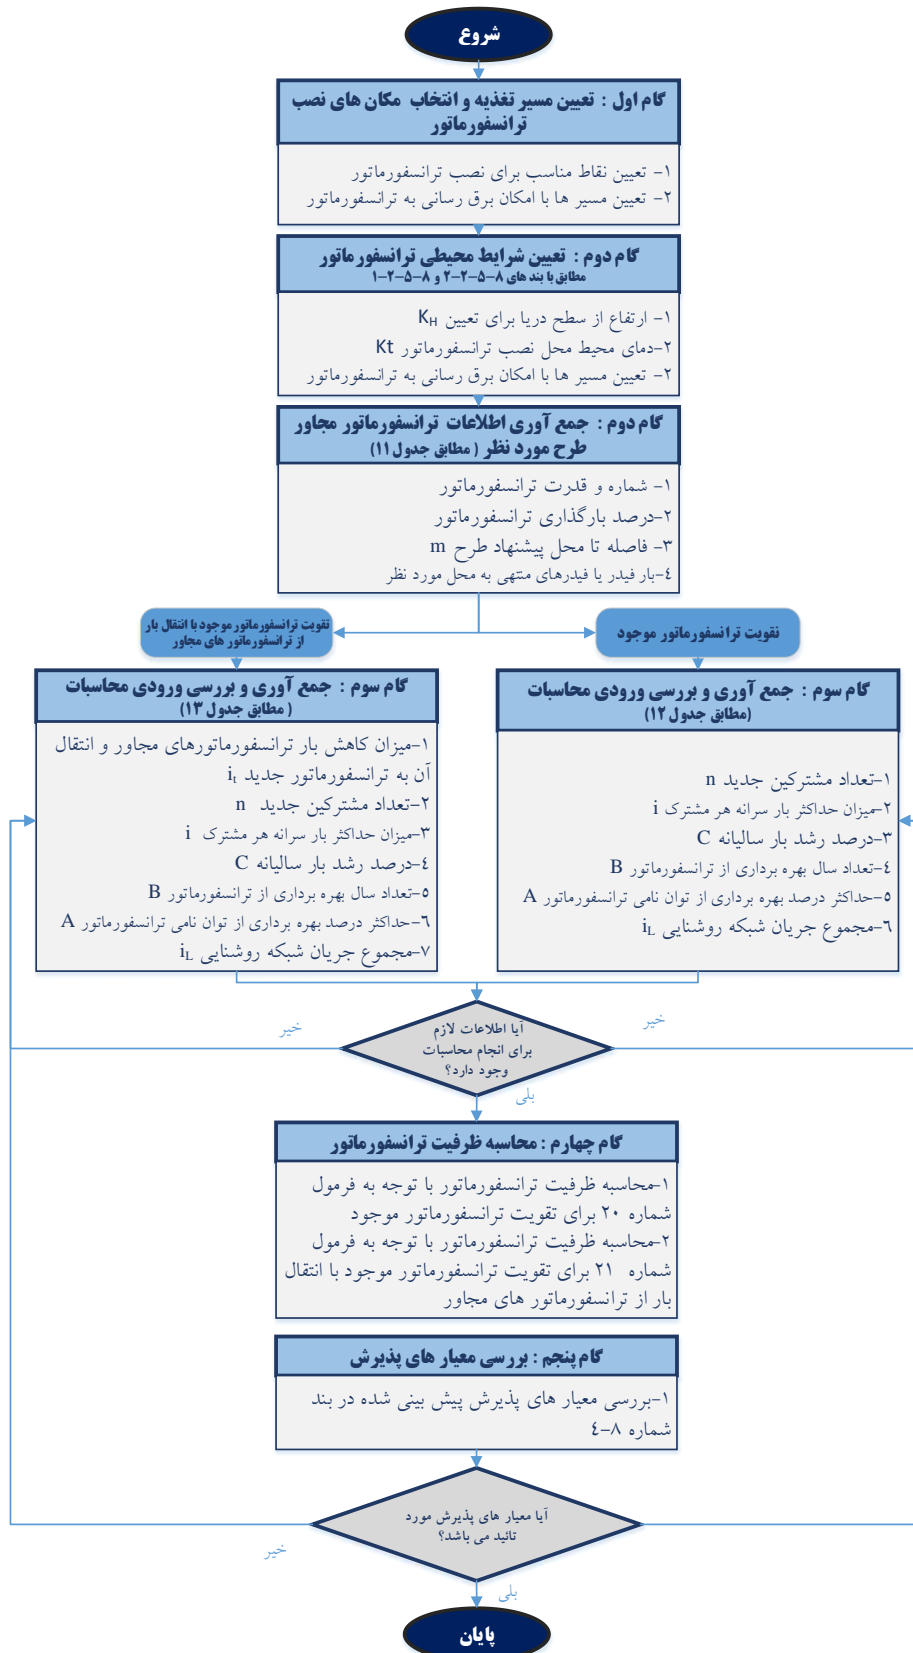 شروع
گام اول : تعیین مسیر تغذیه و انتخاب مکان های نصب
ترانسفورماتور
۱- تعیین نقاط مناسب برای نصب ترانسفورماتور
۲- تعیین مسیر ها با امکان برق رسانی به ترانسفورماتور
گام دوم : تعیین شرایط محیطی ترانسفورماتور
مطابق با بند های ۸-۵-۲-۲ و ۸-۵-۲-۱
۱- ارتفاع از سطح دریا برای تعیین KH
۲-دمای محیط محل نصب ترانسفورماتور Kt
۲- تعیین مسیر ها با امکان برق رسانی به ترانسفورماتور
گام دوم : جمع آوری اطلاعات ترانسفورماتور مجاور
طرح مورد نظر ( مطابق جدول ۱۱)
۱- شماره و قدرت ترانسفورماتور
۲-درصد بارگذاری ترانسفورماتور
۳- فاصله تا محل پیشنهاد طرح m
٤-بار فیدر یا فیدرهای منتهی به محل مورد نظر
تقویت ترانسفورماتور موجود
تقویت ترانسفورماتور موجود با انتقال بار
از ترانسفورماتور های مجاور
گام سوم : جمع آوری و بررسی ورودی محاسبات
(مطابق جدول ۱۲)
۱-تعداد مشترکین جدید n
۲-میزان حداکثر بار سرانه هر مشترک i
۳-درصد رشد بار سالیانه C
٤-تعداد سال بهره برداری از ترانسفورماتور B
٥-حداکثر درصد بهره برداری از توان نامی ترانسفورماتور A
٦-مجموع جریان شبکه روشنایی iL
گام سوم : جمع آوری و بررسی ورودی محاسبات
( مطابق جدول ۱۳)
۱-میزان کاهش بار ترانسفورماتورهای مجاور و انتقال
آن به ترانسفورماتور جدید it
۲-تعداد مشترکین جدید n
۳-میزان حداکثر بار سرانه هر مشترک i
٤-درصد رشد بار سالیانه C
٥-تعداد سال بهره برداری از ترانسفورماتور B
٦-حداکثر درصد بهره برداری از توان نامی ترانسفورماتور A
۷-مجموع جریان شبکه روشنایی iL
آیا اطلاعات لازم
برای انجام محاسبات
وجود دارد؟
خیر
خیر
بلی
گام چهارم : محاسبه ظرفیت ترانسفورماتور
۱-محاسبه ظرفیت ترانسفورماتور با توجه به فرمول
شماره ۲۰ برای تقویت ترانسفورماتور موجود
۲-محاسبه ظرفیت ترانسفورماتور با توجه به فرمول
شماره ۲۱ برای تقویت ترانسفورماتور موجود با انتقال
بار از ترانسفورماتور های مجاور
گام پنجم : بررسی معیار های پذیرش
۱-بررسی معیار های پذیرش پیش بینی شده در بند
شماره ۸-٤
آیا معیار های پذیرش مورد
تائید می باشد؟
خیر
بلی
پایان